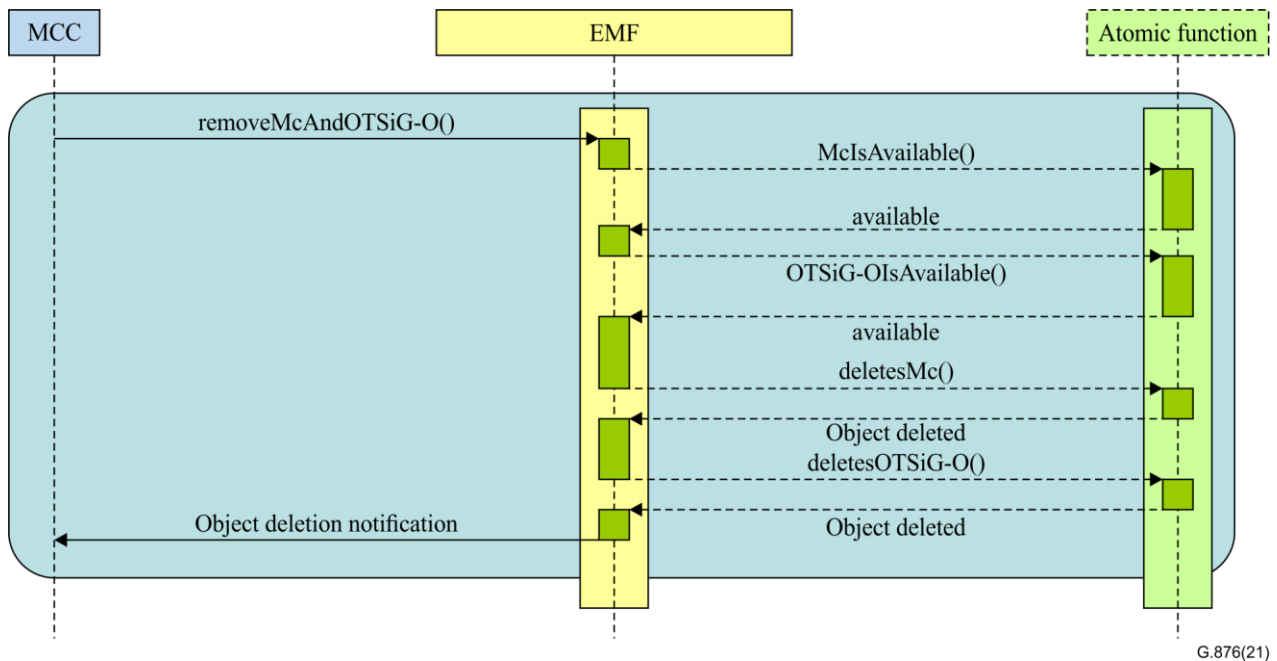 MCC
EMF
Atomic function
removeMcAndOTSiG-O()
McIsAvailable()
available
OTSiG-OIsAvailable()
available
deletesMc()
Object deleted
deletesOTSiG-O()
Object deletion notification
Object deleted
G.876(21)